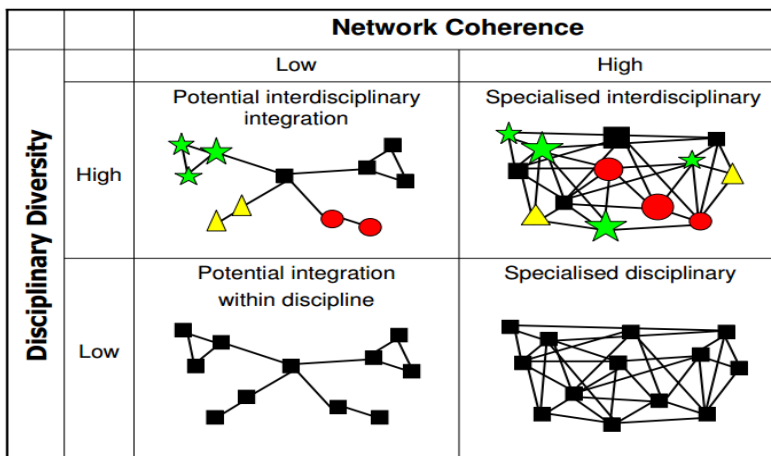 Network Coherence
Low
High
Disciplinary Diversity
High
Potential interdisciplinary
integration
Specialised interdisciplinary
Low
Potential integration
within discipline
Specialised disciplinary